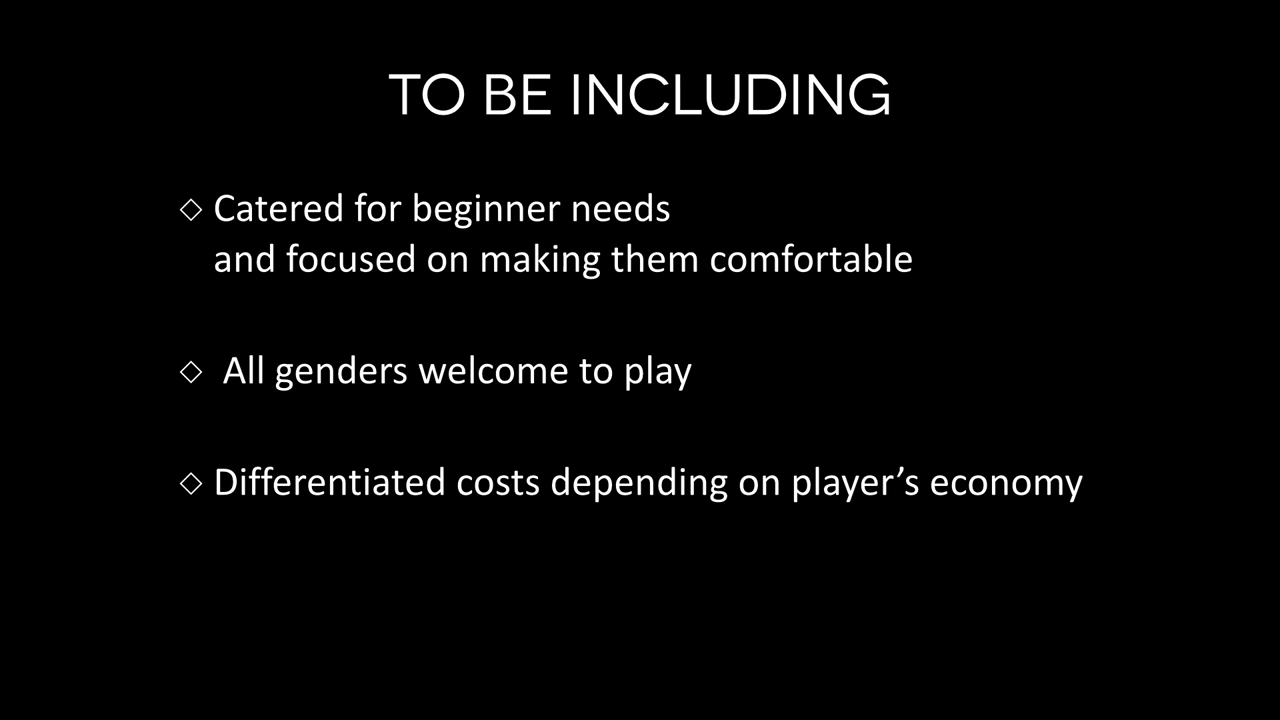 TO BE INCLUDING
◇ Catered for beginner needs
and focused on making them comfortable
◇ All genders welcome to play
◇ Differentiated costs depending on player’s economy